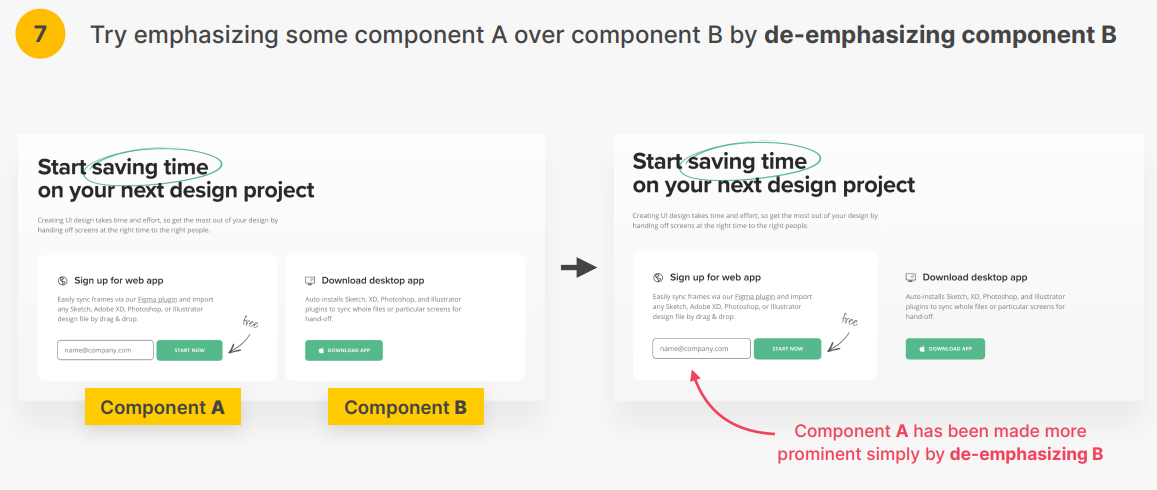 7
Try emphasizing some component A over component B by de-emphasizing component B
Start saving time
on your next design project
Creating UI design takes time and effort, so get the most out of your design by
handing off screens at the right time to the right people.
Sign up for web app
Easily sync frames via our Figma plugin and import
any Sketch, Adobe XD, Photoshop, or Illustrator
design file by drag & drop.
free
name@company.com
START NOW
Download desktop app
Auto-installs Sketch, XD, Photoshop, and Illustrator
plugins to sync whole files or particular screens for
hand-off.
DOWNLOAD APP
Component A
Component B
Start saving time
on your next design project
Creating UI design takes time and effort, so get the most out of your design by
handing off screens at the right time to the right people.
Sign up for web app
Easily sync frames via our Figma plugin and import
any Sketch, Adobe XD, Photoshop, or Illustrator
design file by drag & drop.
free
name@company.com
START NOW
Download desktop app
Auto-installs Sketch, XD, Photoshop, and Illustrator
plugins to sync whole files or particular screens for
hand-off.
DOWNLOAD APP
Component A has been made more
prominent simply by de-emphasizing B